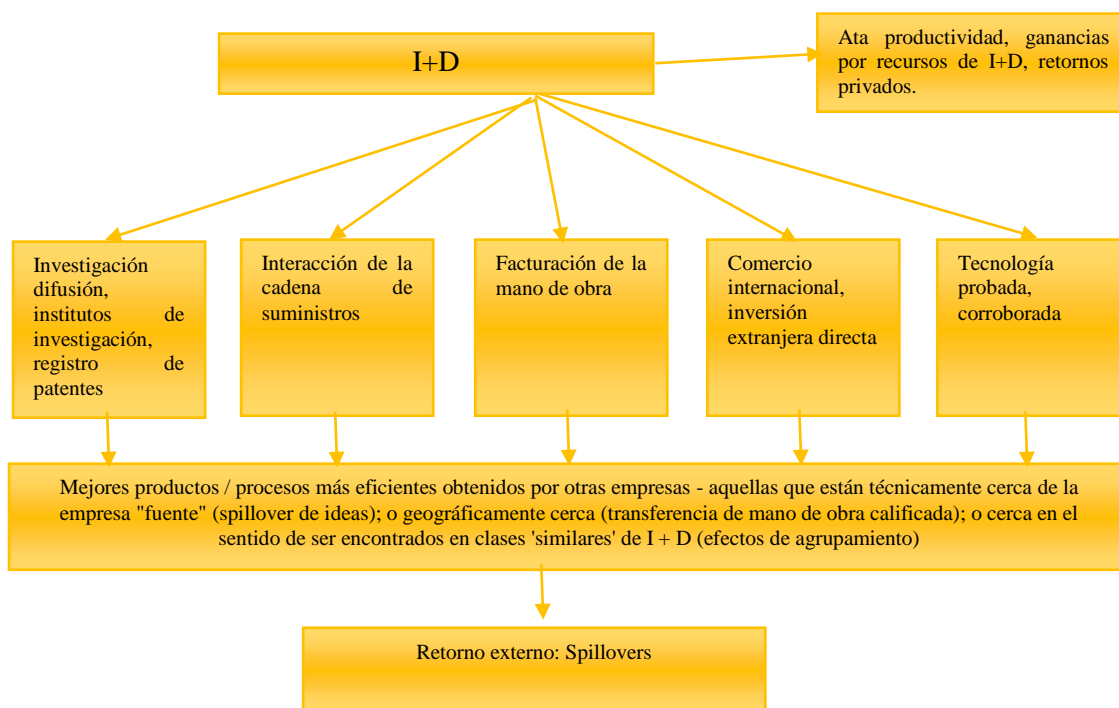 I+D
Ata productividad, ganancias
por recursos de I+D, retornos
privados.
Investigación
difusión,
institutos de
investigación,
registro de
patentes
Interacción de la
cadena de
suministros
Facturación de la
mano de obra
Comercio
internacional,
inversión
extranjera directa
Tecnología
probada,
corroborada
Mejores productos / procesos más eficientes obtenidos por otras empresas - aquellas que están técnicamente cerca de la
empresa "fuente" (spillover de ideas); o geográficamente cerca (transferencia de mano de obra calificada); o cerca en el
sentido de ser encontrados en clases 'similares' de I + D (efectos de agrupamiento)
Retorno externo: Spillovers